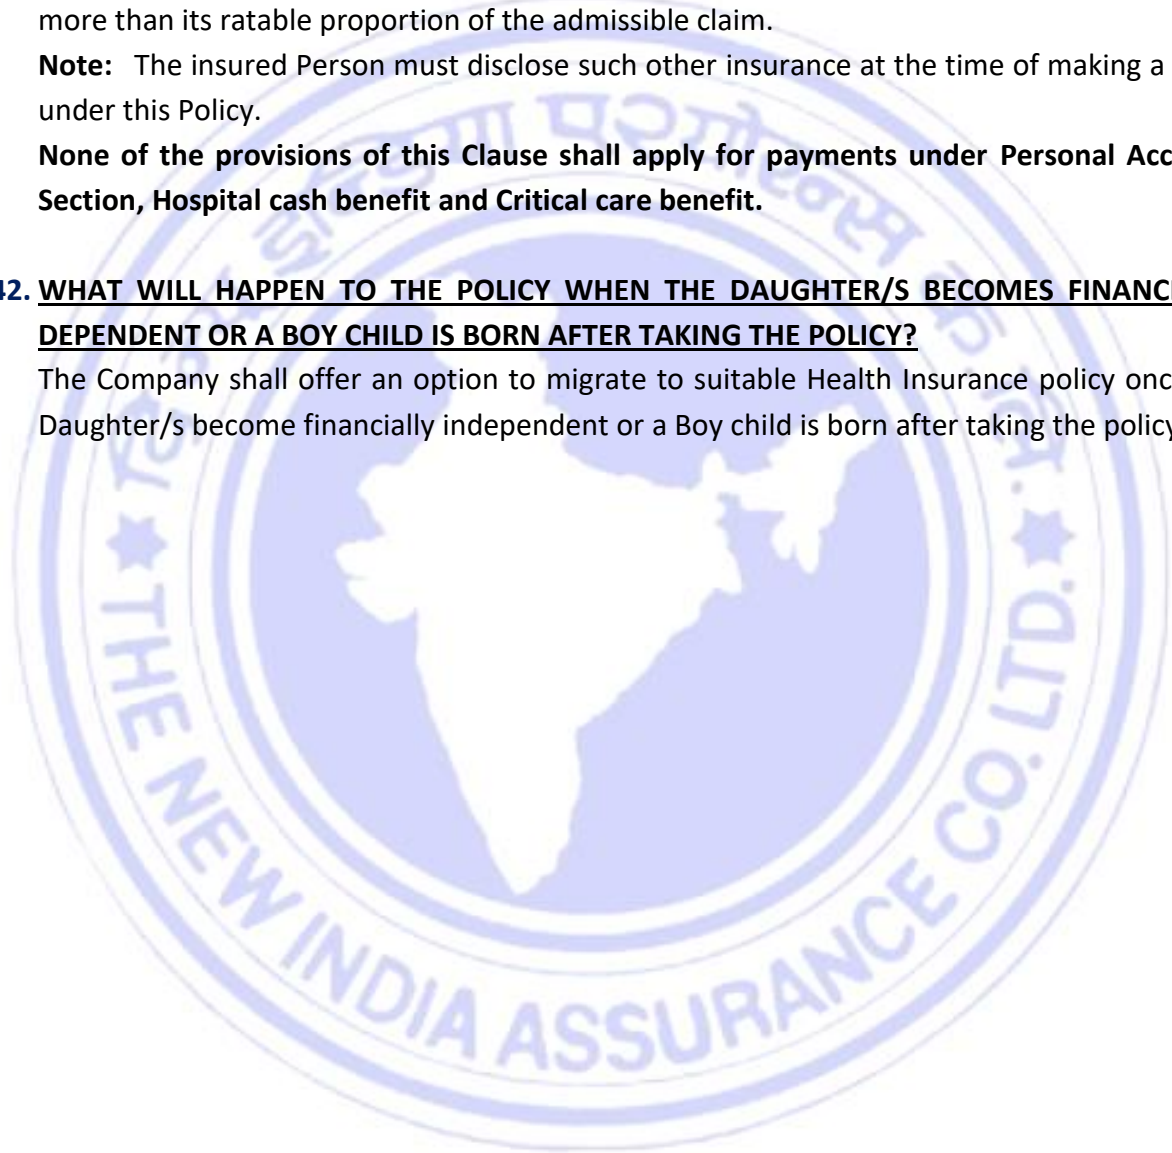 more than its ratable proportion of the admissible claim.
Note: The insured Person must disclose such other insurance at the time of making a
under this Policy.
None of the provisions of this Clause shall apply for payments under Personal Acc
Section, Hospital cash benefit and Critical care benefit.
42. WHAT WILL HAPPEN TO THE POLICY WHEN THE DAUGHTER/S BECOMES FINANC
DEPENDENT OR A BOY CHILD IS BORN AFTER TAKING THE POLICY?
The Company shall offer an option to migrate to suitable Health Insurance policy onc
Daughter/s become financially independent or a Boy child is born after taking the policy
दि न्यू इन्डिया एश्योरेन्स कं. लि.
THE NEW INDIA ASSURANCE CO. LTD.